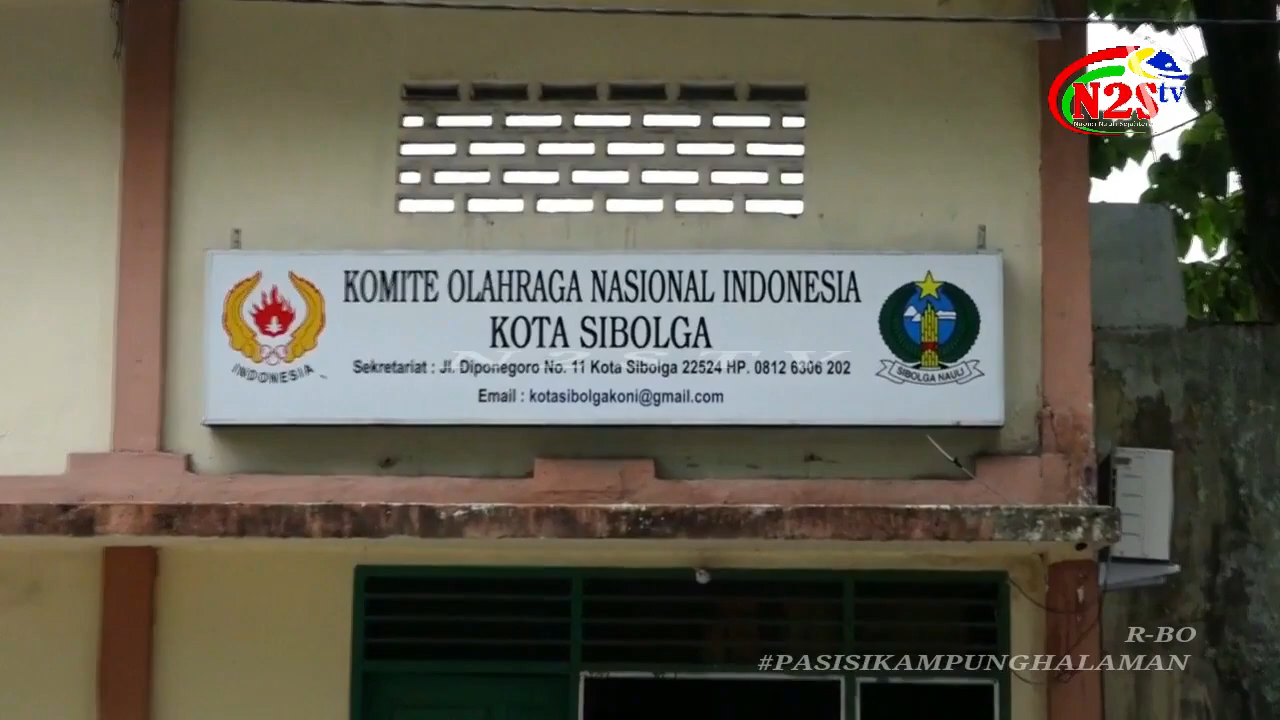 N2S tv
KOMITE OLAHRAGA NASIONAL INDONESIA
KOTA SIBOLGA
Sekretariat : Jl. Diponegoro No. 11 Kota Sibolga 22524 HP. 0812 6306 202
Email : kotasibolgakoni@gmail.com
INDONESIA
SIBOLGA NAULI
N2STV
R-BO
#PASISIKAMPUNGHALAMAN